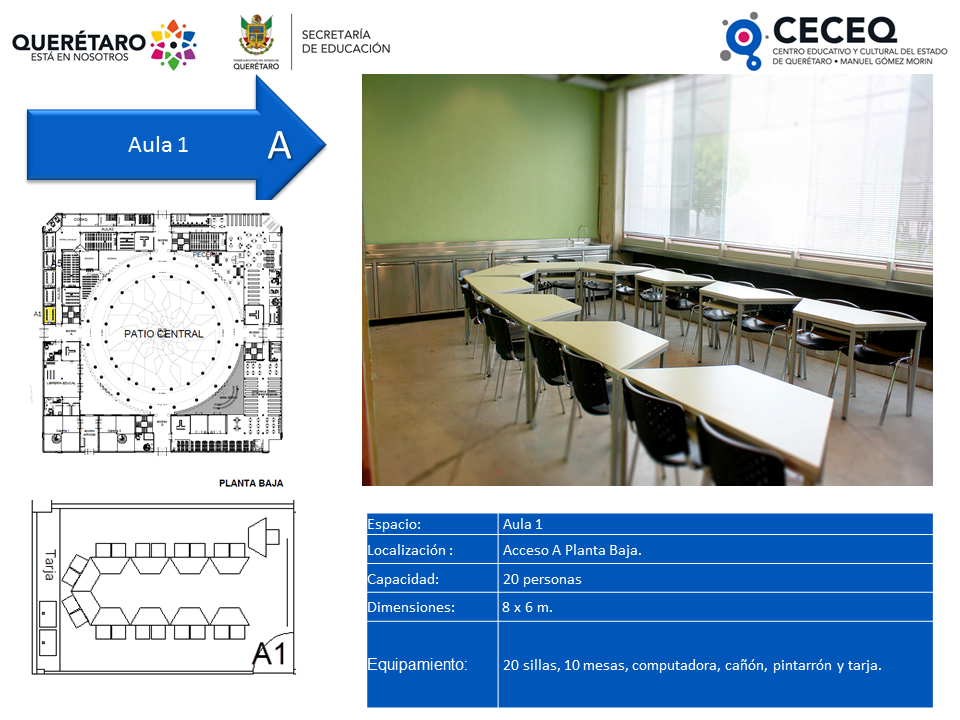 QUERÉTARO
ESTÁ EN NOSOTROS
PODER EJECUTIVO DEL ESTADO DE
QUERÉTARO
SECRETARÍA
DE EDUCACIÓN
CECEQ
CENTRO EDUCATIVO Y CULTURAL DEL ESTADO
DE QUERÉTARO • MANUEL GÓMEZ MORIN
Aula 1
A
AULAS
A1
PATIO CENTRAL
PLANTA BAJA
Tarja
A1
Espacio: Aula 1
Localización : Acceso A Planta Baja.
Capacidad: 20 personas
Dimensiones: 8 x 6 m.
Equipamiento: 20 sillas, 10 mesas, computadora, cañón, pintarrón y tarja.